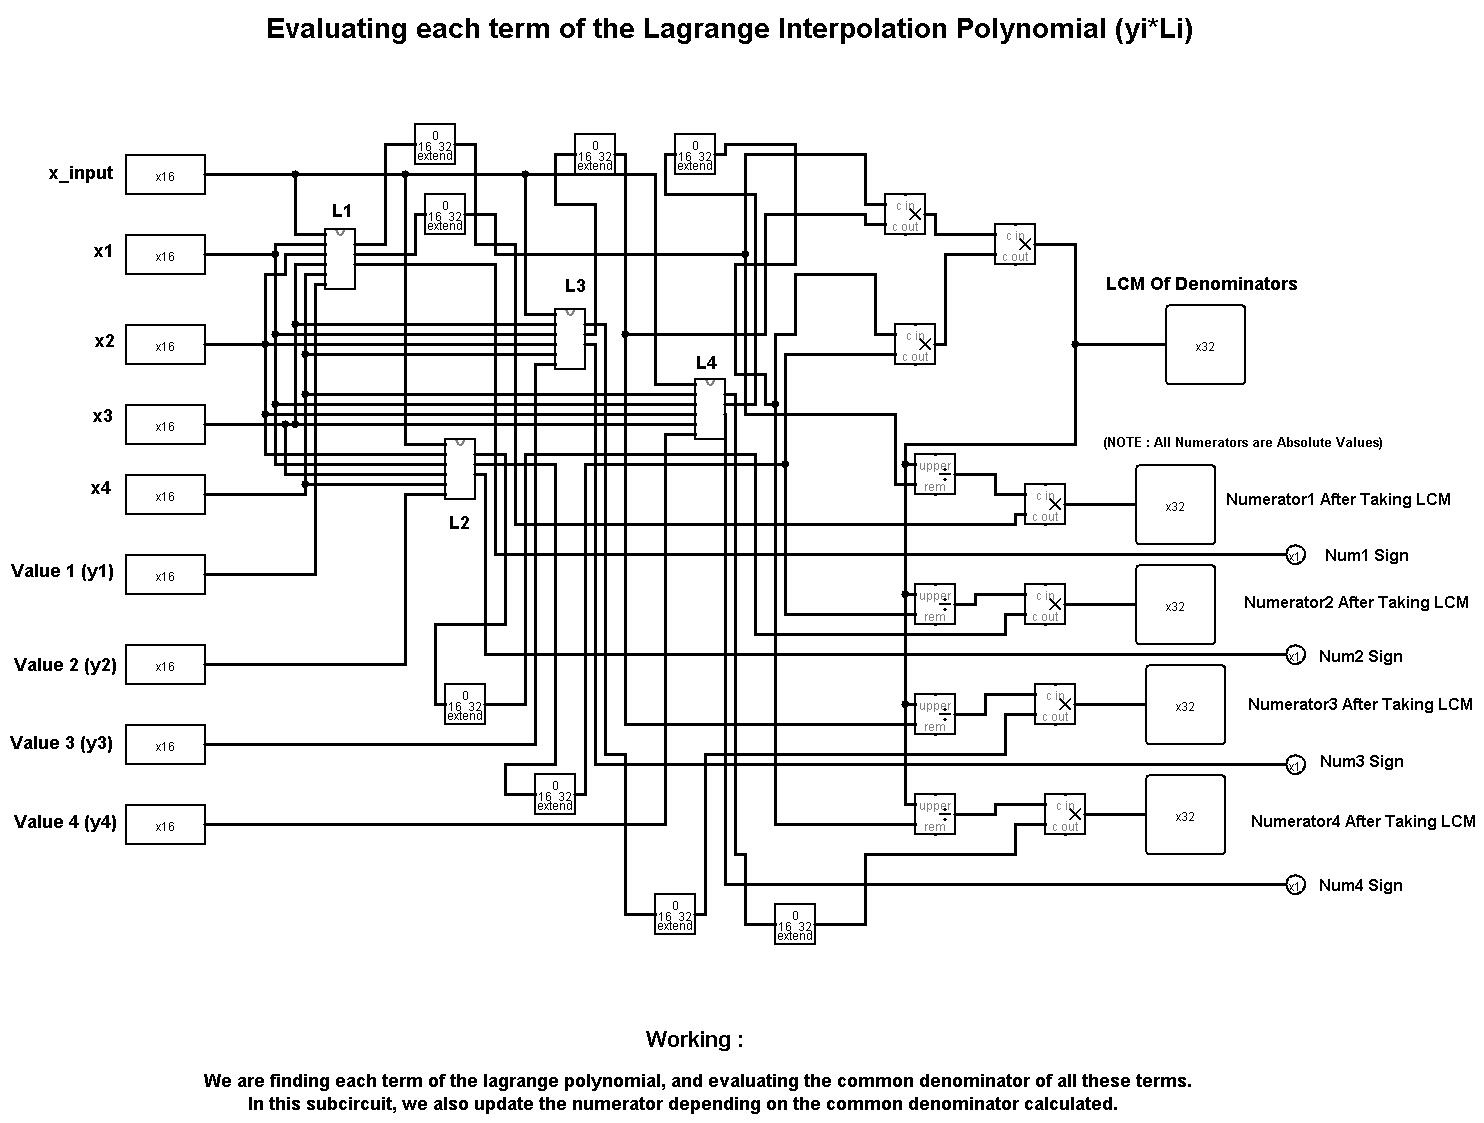 Evaluating each term of the Lagrange Interpolation Polynomial (yi*Li)
0
16 32
extend
0
16 32
extend
0
16 32
extend
x_input
x16
0
16 32
extend
c in
c out
L1
x1
x16
c in
c out
L3
LCM Of Denominators
x2
x16
c in
c out
x32
L4
x3
x16
(NOTE : All Numerators are Absolute Values)
upper
rem
x4
x16
c in
c out
x32
Numerator1 After Taking LCM
L2
x1
Num1 Sign
Value 1 (y1)
x16
upper
rem
c in
c out
x32
Numerator2 After Taking LCM
Value 2 (y2)
x16
x1
Num2 Sign
0
16 32
extend
upper
rem
c in
c out
x32
Numerator3 After Taking LCM
Value 3 (y3)
x16
x1
Num3 Sign
0
16 32
extend
Value 4 (y4)
x16
upper
rem
c in
c out
x32
Numerator4 After Taking LCM
x1
Num4 Sign
0
16 32
extend
0
16 32
extend
Working :
We are finding each term of the lagrange polynomial, and evaluating the common denominator of all these terms.
In this subcircuit, we also update the numerator depending on the common denominator calculated.